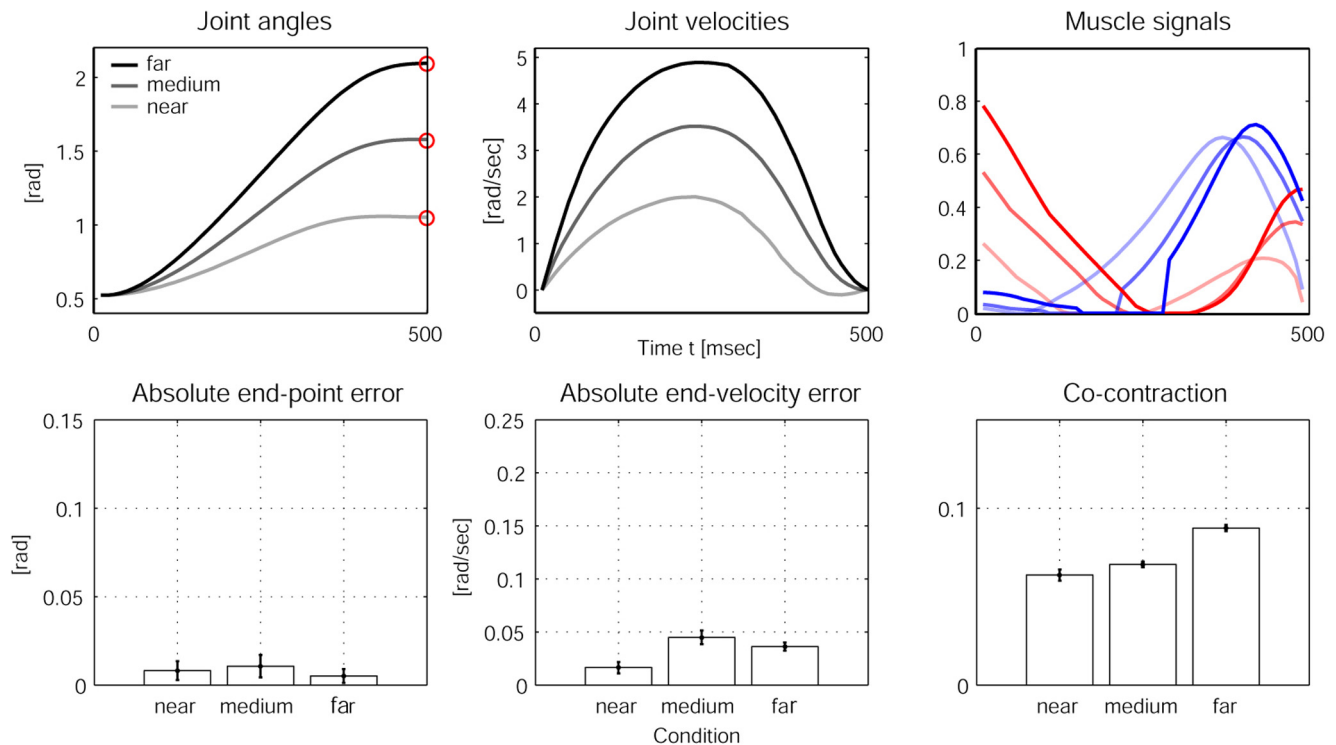 Joint angles
Joint velocities
Muscle signals
far
medium
near
2
1.5
1
0.5
[rad]
0
500
5
4
3
2
1
0
[rad/sec]
0
500
Time t [msec]
1
0.8
0.6
0.4
0.2
0
0
500
Absolute end-point error
Absolute end-velocity error
Co-contraction
0.15
0.1
0.05
0
[rad]
near medium far
0.25
0.2
0.15
0.1
0.05
0
[rad/sec]
near medium far
Condition
0.1
0
near medium far